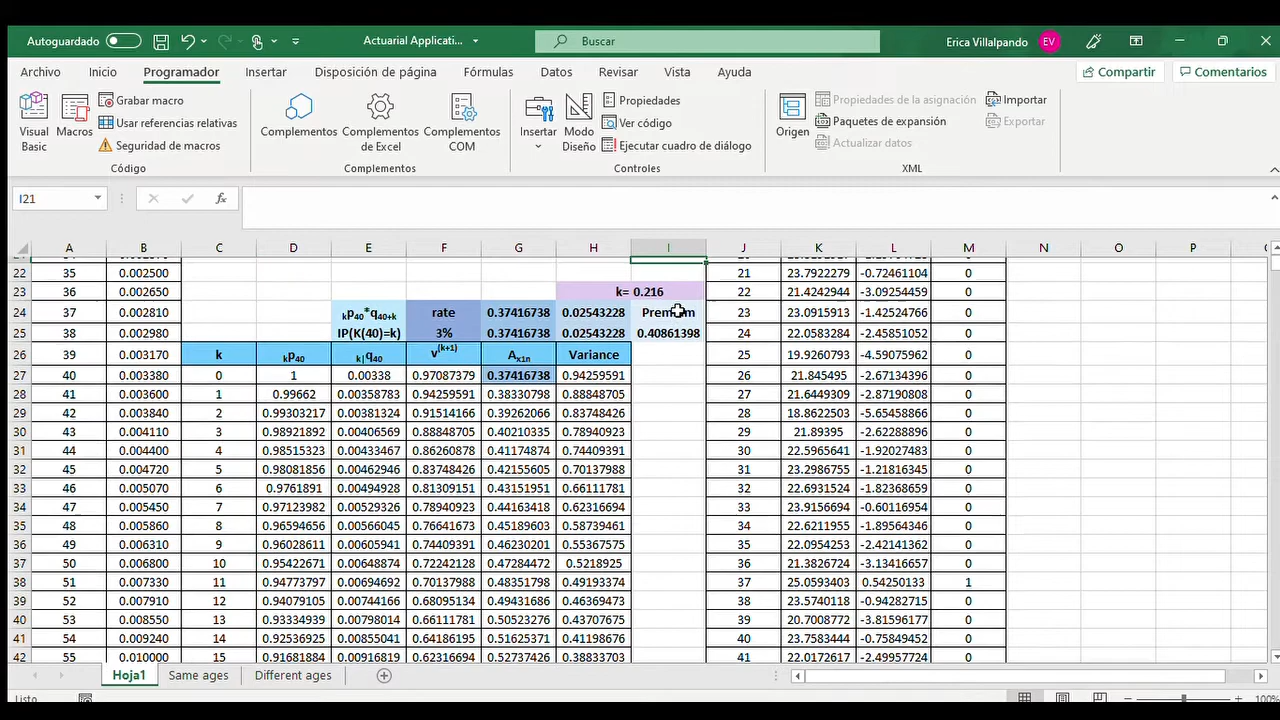 Autoguardado Actuarial Applicati... Buscar Erica Villalpando EV
Archivo Inicio Programador Insertar Disposición de página Fórmulas Datos Revisar Vista Ayuda Compartir Comentarios
Visual Basic
Macros
Grabar macro
Usar referencias relativas
Seguridad de macros
Código
Complementos
Complementos de Excel
Complementos COM
Complementos
Insertar
Modo Diseño
Propiedades
Ver código
Ejecutar cuadro de diálogo
Controles
Origen
Propiedades de la asignación
Paquetes de expansión
Actualizar datos
Importar
Exportar
XML
I21 fx
A B C D E F G H I J K L M N O P Q
22 35 0.002500 21 23.7922279 -0.72461104 0
23 36 0.002650 k= 0.216 22 21.4242944 -3.09254459 0
24 37 0.002810 kp40*q40+k rate 0.37416738 0.02543228 Premium 23 23.0915913 -1.42524766 0
25 38 0.002980 IP(K(40)=k) 3% 0.37416738 0.02543228 0.40861398 24 22.0583284 -2.45851052 0
26 39 0.003170 k kp40 k|q40 v(k+1) Ax1n Variance 25 19.9260793 -4.59075962 0
27 40 0.003380 0 1 0.00338 0.97087379 0.37416738 0.94259591 26 21.845495 -2.67134396 0
28 41 0.003600 1 0.99662 0.00358783 0.94259591 0.38330798 0.88848705 27 21.6449309 -2.87190808 0
29 42 0.003840 2 0.99303217 0.00381324 0.91514166 0.39262066 0.83748426 28 18.8622503 -5.65458866 0
30 43 0.004110 3 0.98921892 0.00406569 0.88848705 0.40210335 0.78940923 29 21.89395 -2.62288896 0
31 44 0.004400 4 0.98515323 0.00433467 0.86260878 0.41174874 0.74409391 30 22.5965641 -1.92027483 0
32 45 0.004720 5 0.98081856 0.00462946 0.83748426 0.42155605 0.70137988 31 23.2986755 -1.21816345 0
33 46 0.005070 6 0.9761891 0.00494928 0.81309151 0.43151951 0.66111781 32 22.6931524 -1.82368659 0
34 47 0.005450 7 0.97123982 0.00529326 0.78940923 0.44163418 0.62316694 33 23.9156694 -0.60116954 0
35 48 0.005860 8 0.96594656 0.00566045 0.76641673 0.45189603 0.58739461 34 22.6211955 -1.89564346 0
36 49 0.006310 9 0.96028611 0.00605941 0.74409391 0.46230201 0.55367575 35 22.0954253 -2.42141362 0
37 50 0.006800 10 0.95422671 0.00648874 0.72242128 0.47284472 0.5218925 36 21.3826724 -3.13416657 0
38 51 0.007330 11 0.94773797 0.00694692 0.70137988 0.48351798 0.49193374 37 25.0593403 0.54250133 1
39 52 0.007910 12 0.94079105 0.00744166 0.68095134 0.49431686 0.46369473 38 23.5740118 -0.94282715 0
40 53 0.008550 13 0.93334939 0.00798014 0.66111781 0.50523276 0.43707675 39 20.7008772 -3.81596177 0
41 54 0.009240 14 0.92536925 0.00855041 0.64186195 0.51625371 0.41198676 40 23.7583444 -0.75849452 0
42 55 0.010000 15 0.91681884 0.00916819 0.62316694 0.52737426 0.38833703 41 22.0172617 -2.49957724 0
Hoja1 Same ages Different ages
Listo 100%